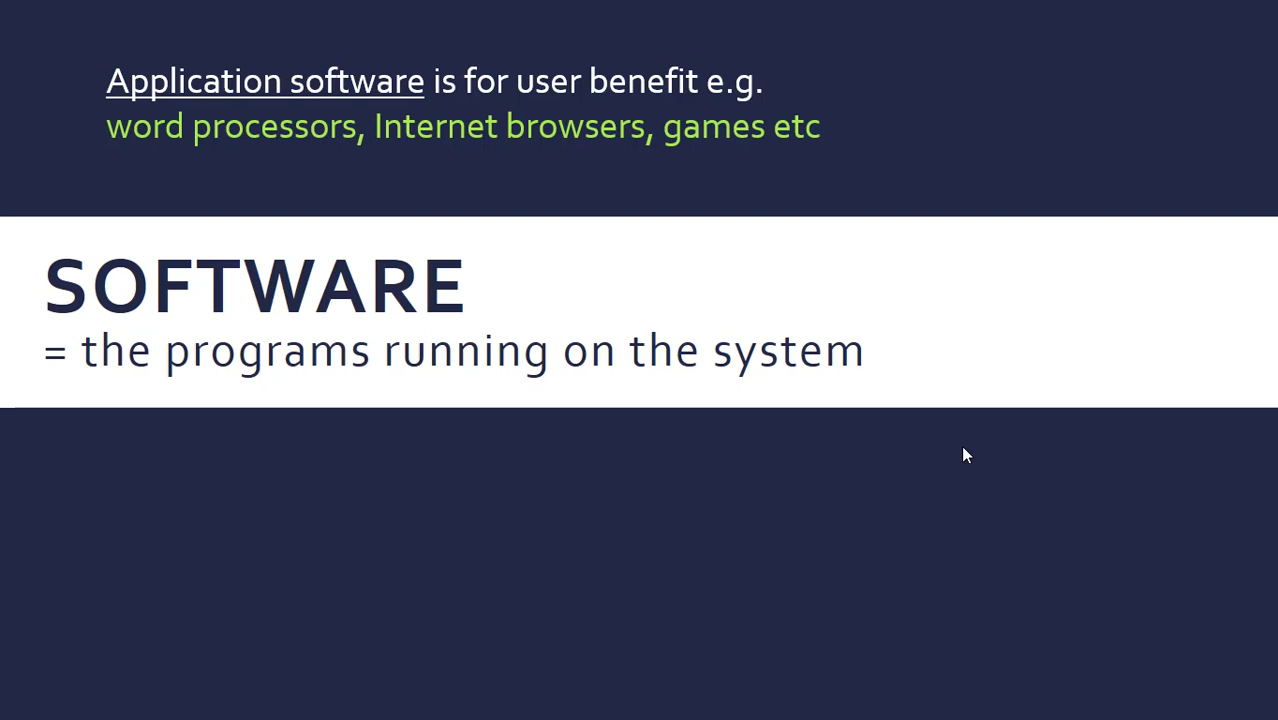 Application software is for user benefit e.g.
word processors, Internet browsers, games etc
SOFTWARE
= the programs running on the system